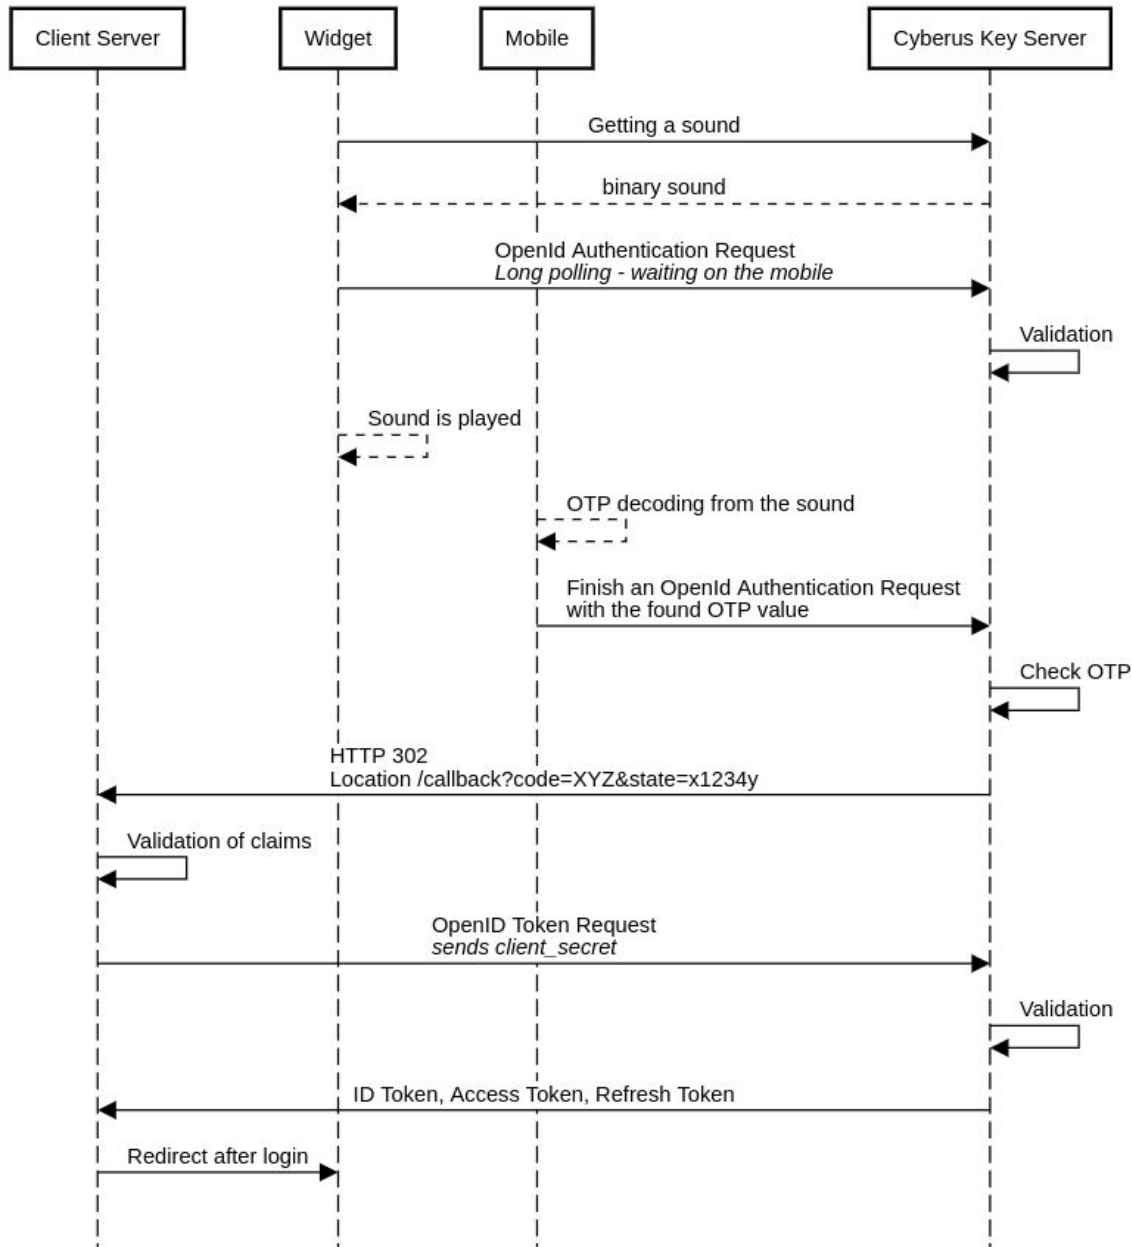 Client Server
Widget
Mobile
Cyberus Key Server
Getting a sound
binary sound
OpenId Authentication Request
Long polling - waiting on the mobile
Validation
Sound is played
OTP decoding from the sound
Finish an OpenId Authentication Request
with the found OTP value
Check OTP
HTTP 302
Location /callback?code=XYZ&state=x1234y
Validation of claims
OpenID Token Request
sends client_secret
Validation
ID Token, Access Token, Refresh Token
Redirect after login